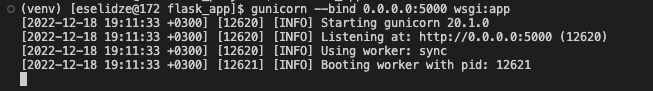 (venv) [eselidze@172 flask_app]$ gunicorn --bind 0.0.0.0:5000 wsgi:app
[2022-12-18 19:11:33 +0300] [12620] [INFO] Starting gunicorn 20.1.0
[2022-12-18 19:11:33 +0300] [12620] [INFO] Listening at: http://0.0.0.0:5000 (12620)
[2022-12-18 19:11:33 +0300] [12620] [INFO] Using worker: sync
[2022-12-18 19:11:33 +0300] [12621] [INFO] Booting worker with pid: 12621